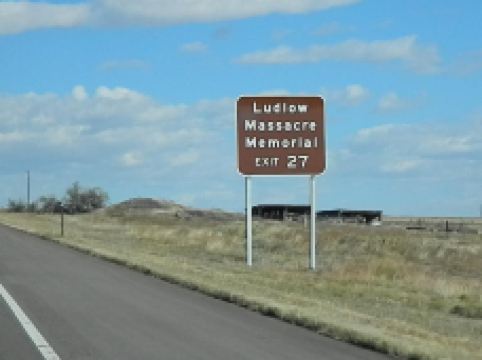 Ludlow
Massacre
Memorial
EXIT 27